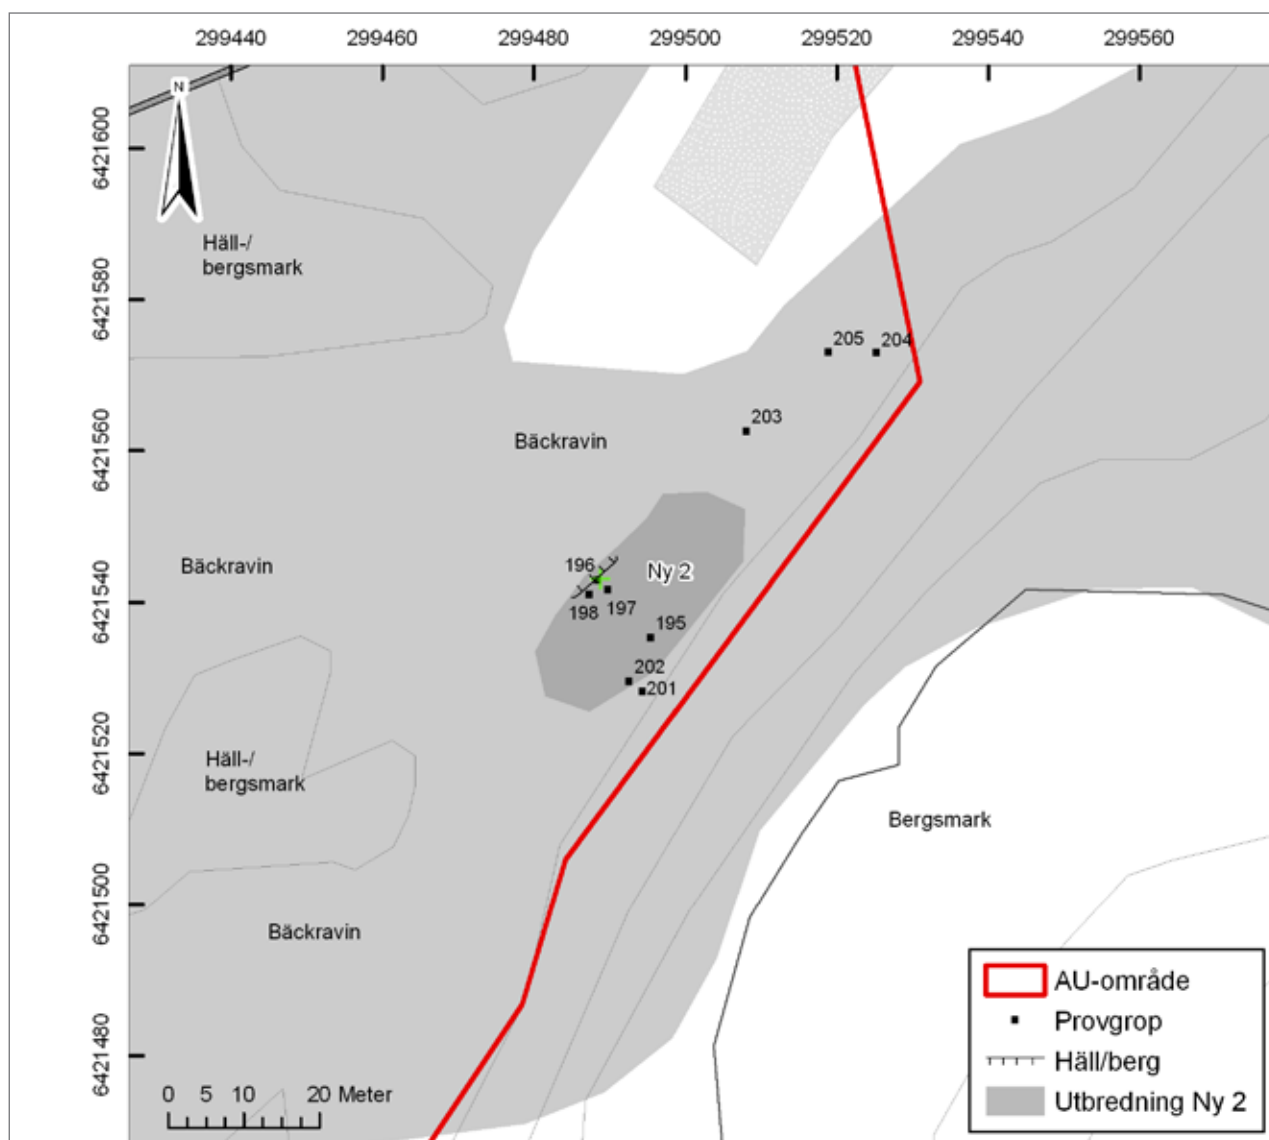 299440 299460 299480 299500 299520 299540 299560
N
6421600
Häll-/
bergsmark
6421580
205 204
203
6421560
Bäckravin
196
Ny 2
Bäckravin
6421540
198 197
195
202
201
6421520
Häll-/
bergsmark
Bergsmark
6421500
Bäckravin
AU-område
Provgrop
6421480
Häll/berg
0 5 10 20 Meter
Utbredning Ny 2